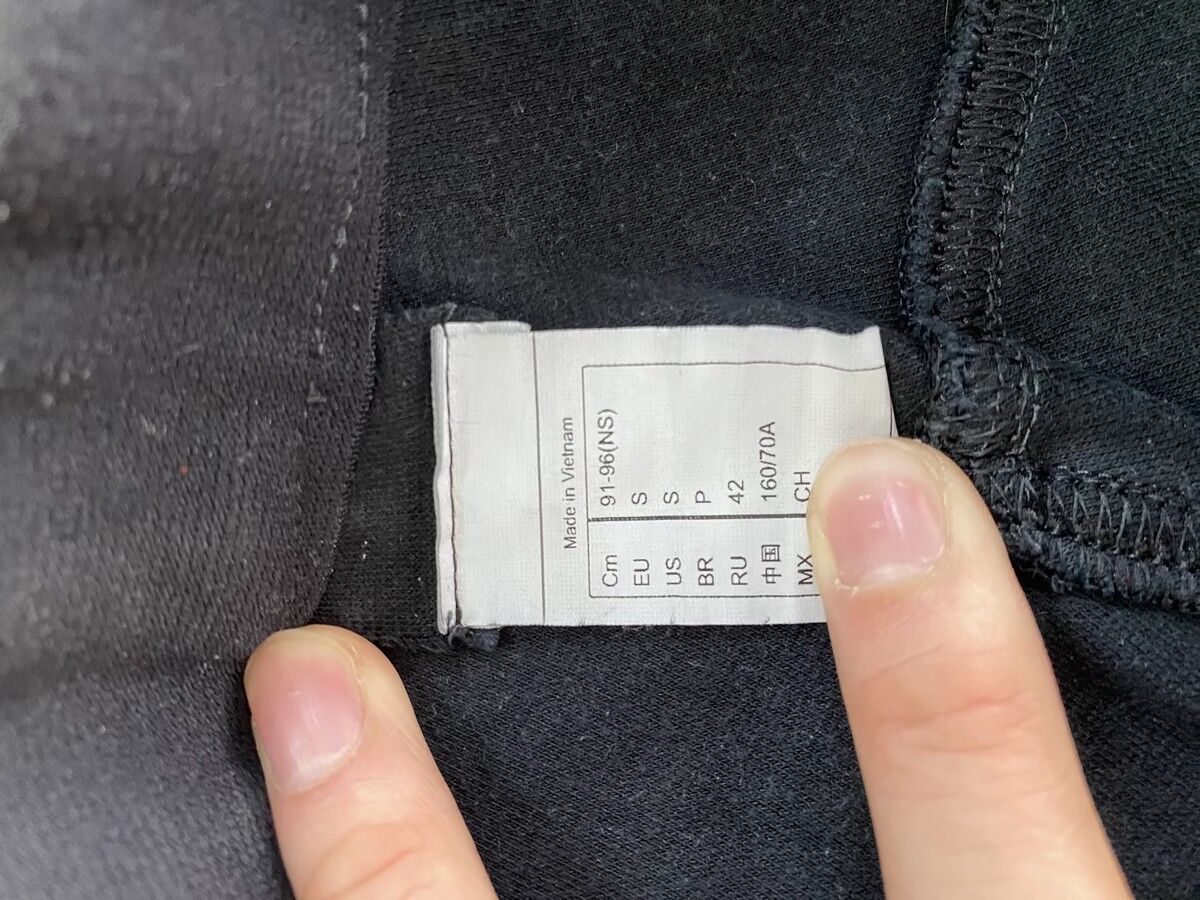 Made in Vietnam
Cm 91-96(NS)
EU S
US S
BR P
RU 42
中国 160/70A
MX CH